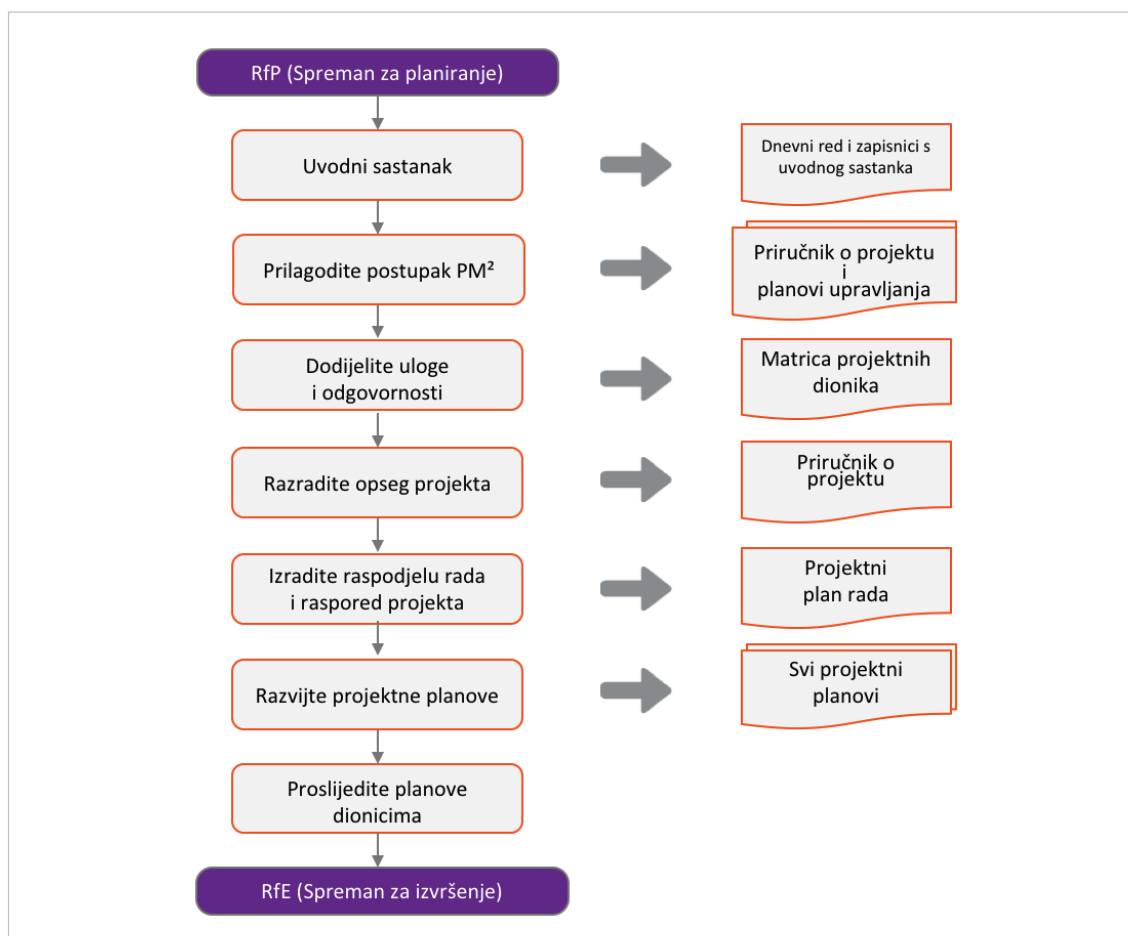 RfP (Spreman za planiranje)
Uvodni sastanak
Dnevni red i zapisnici s
uvodnog sastanka
Prilagodite postupak PM²
Priručnik o projektu
i
planovi upravljanja
Dodijelite uloge
i odgovornosti
Matrica projektnih
dionika
Razradite opseg projekta
Priručnik o
projektu
Izradite raspodjelu rada
i raspored projekta
Projektni
plan rada
Razvijte projektne planove
Svi projektni
planovi
Proslijedite planove
dionicima
RfE (Spreman za izvršenje)